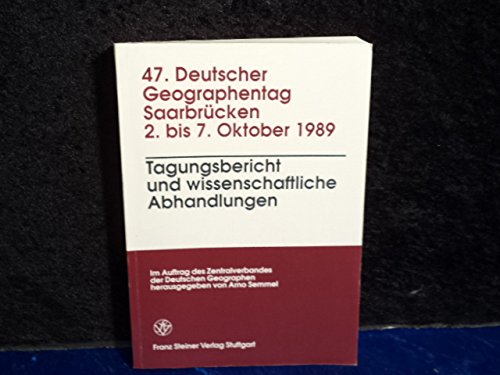 47. Deutscher
Geographentag
Saarbrücken
2. bis 7. Oktober 1989
Tagungsbericht
und wissenschaftliche
Abhandlungen
Im Auftrag des Zentralverbandes
der Deutschen Geographen
herausgegeben von Arno Semmel
Franz Steiner Verlag Stuttgart